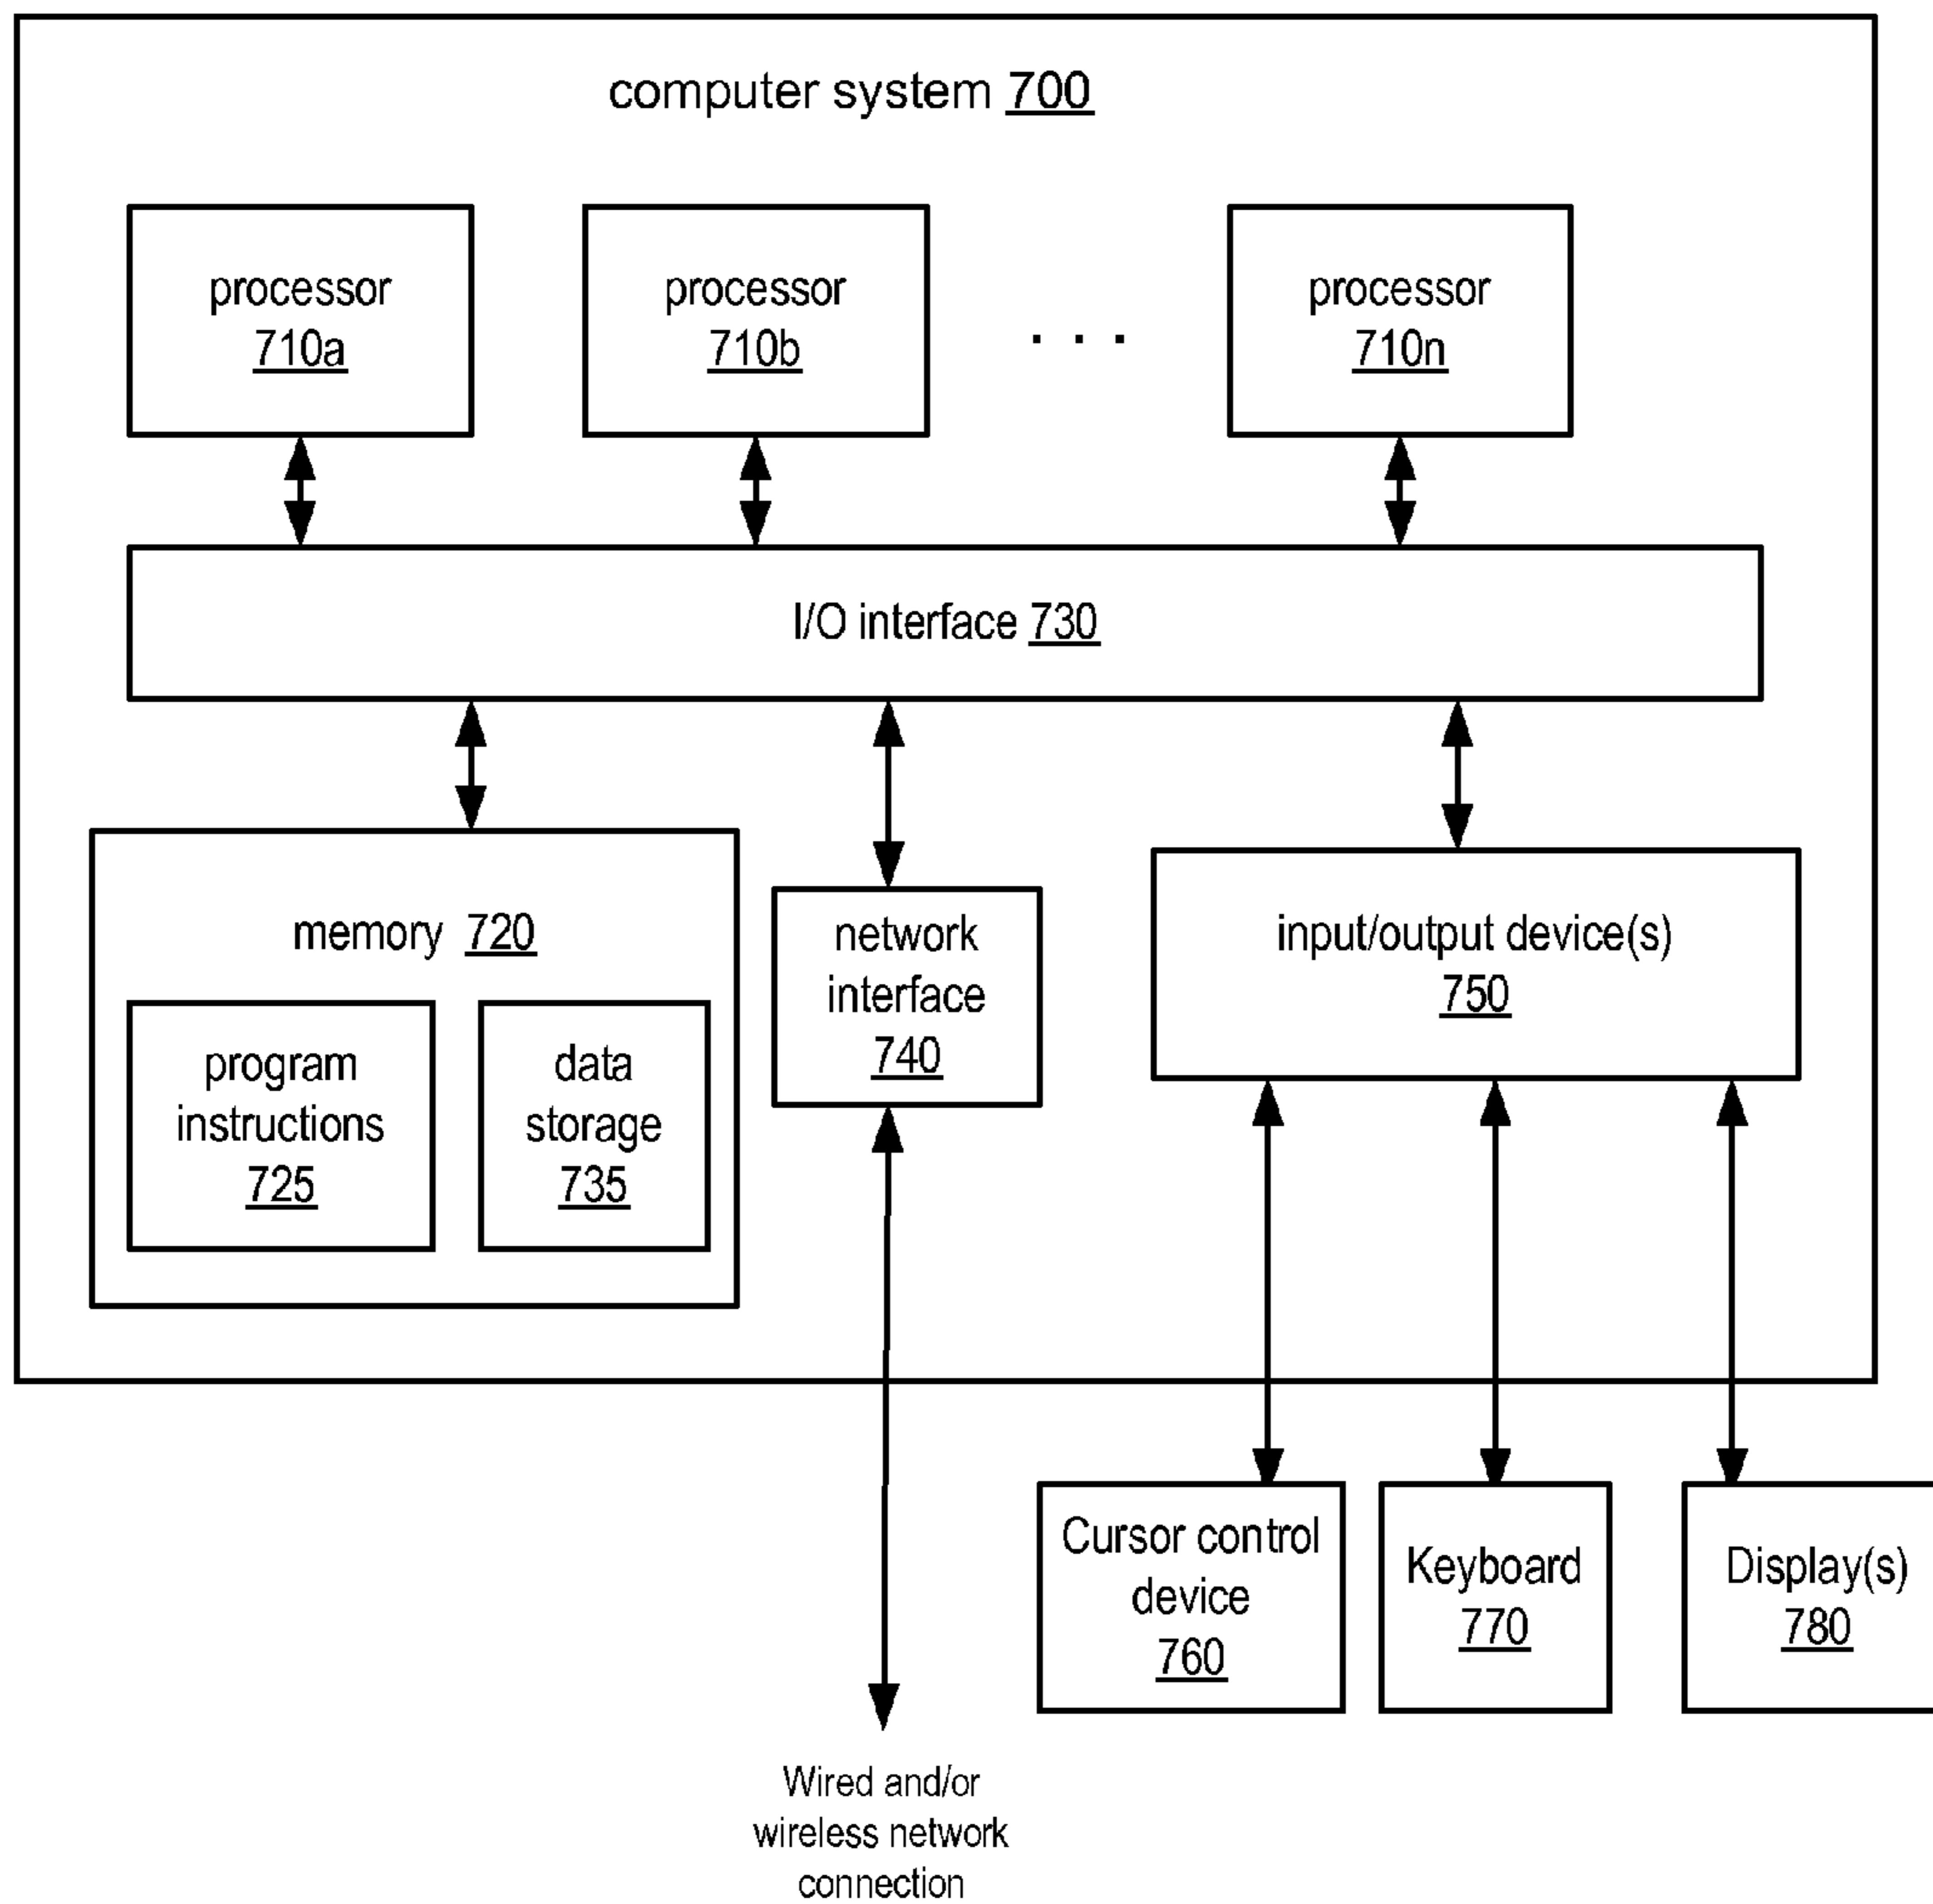 computer system 700
processor
710a
processor
710b
. . .
processor
710n
I/O interface 730
memory 720
program
instructions
725
data
storage
735
network
interface
740
input/output device(s)
750
Cursor control
device
760
Keyboard
770
Display(s)
780
Wired and/or
wireless network
connection